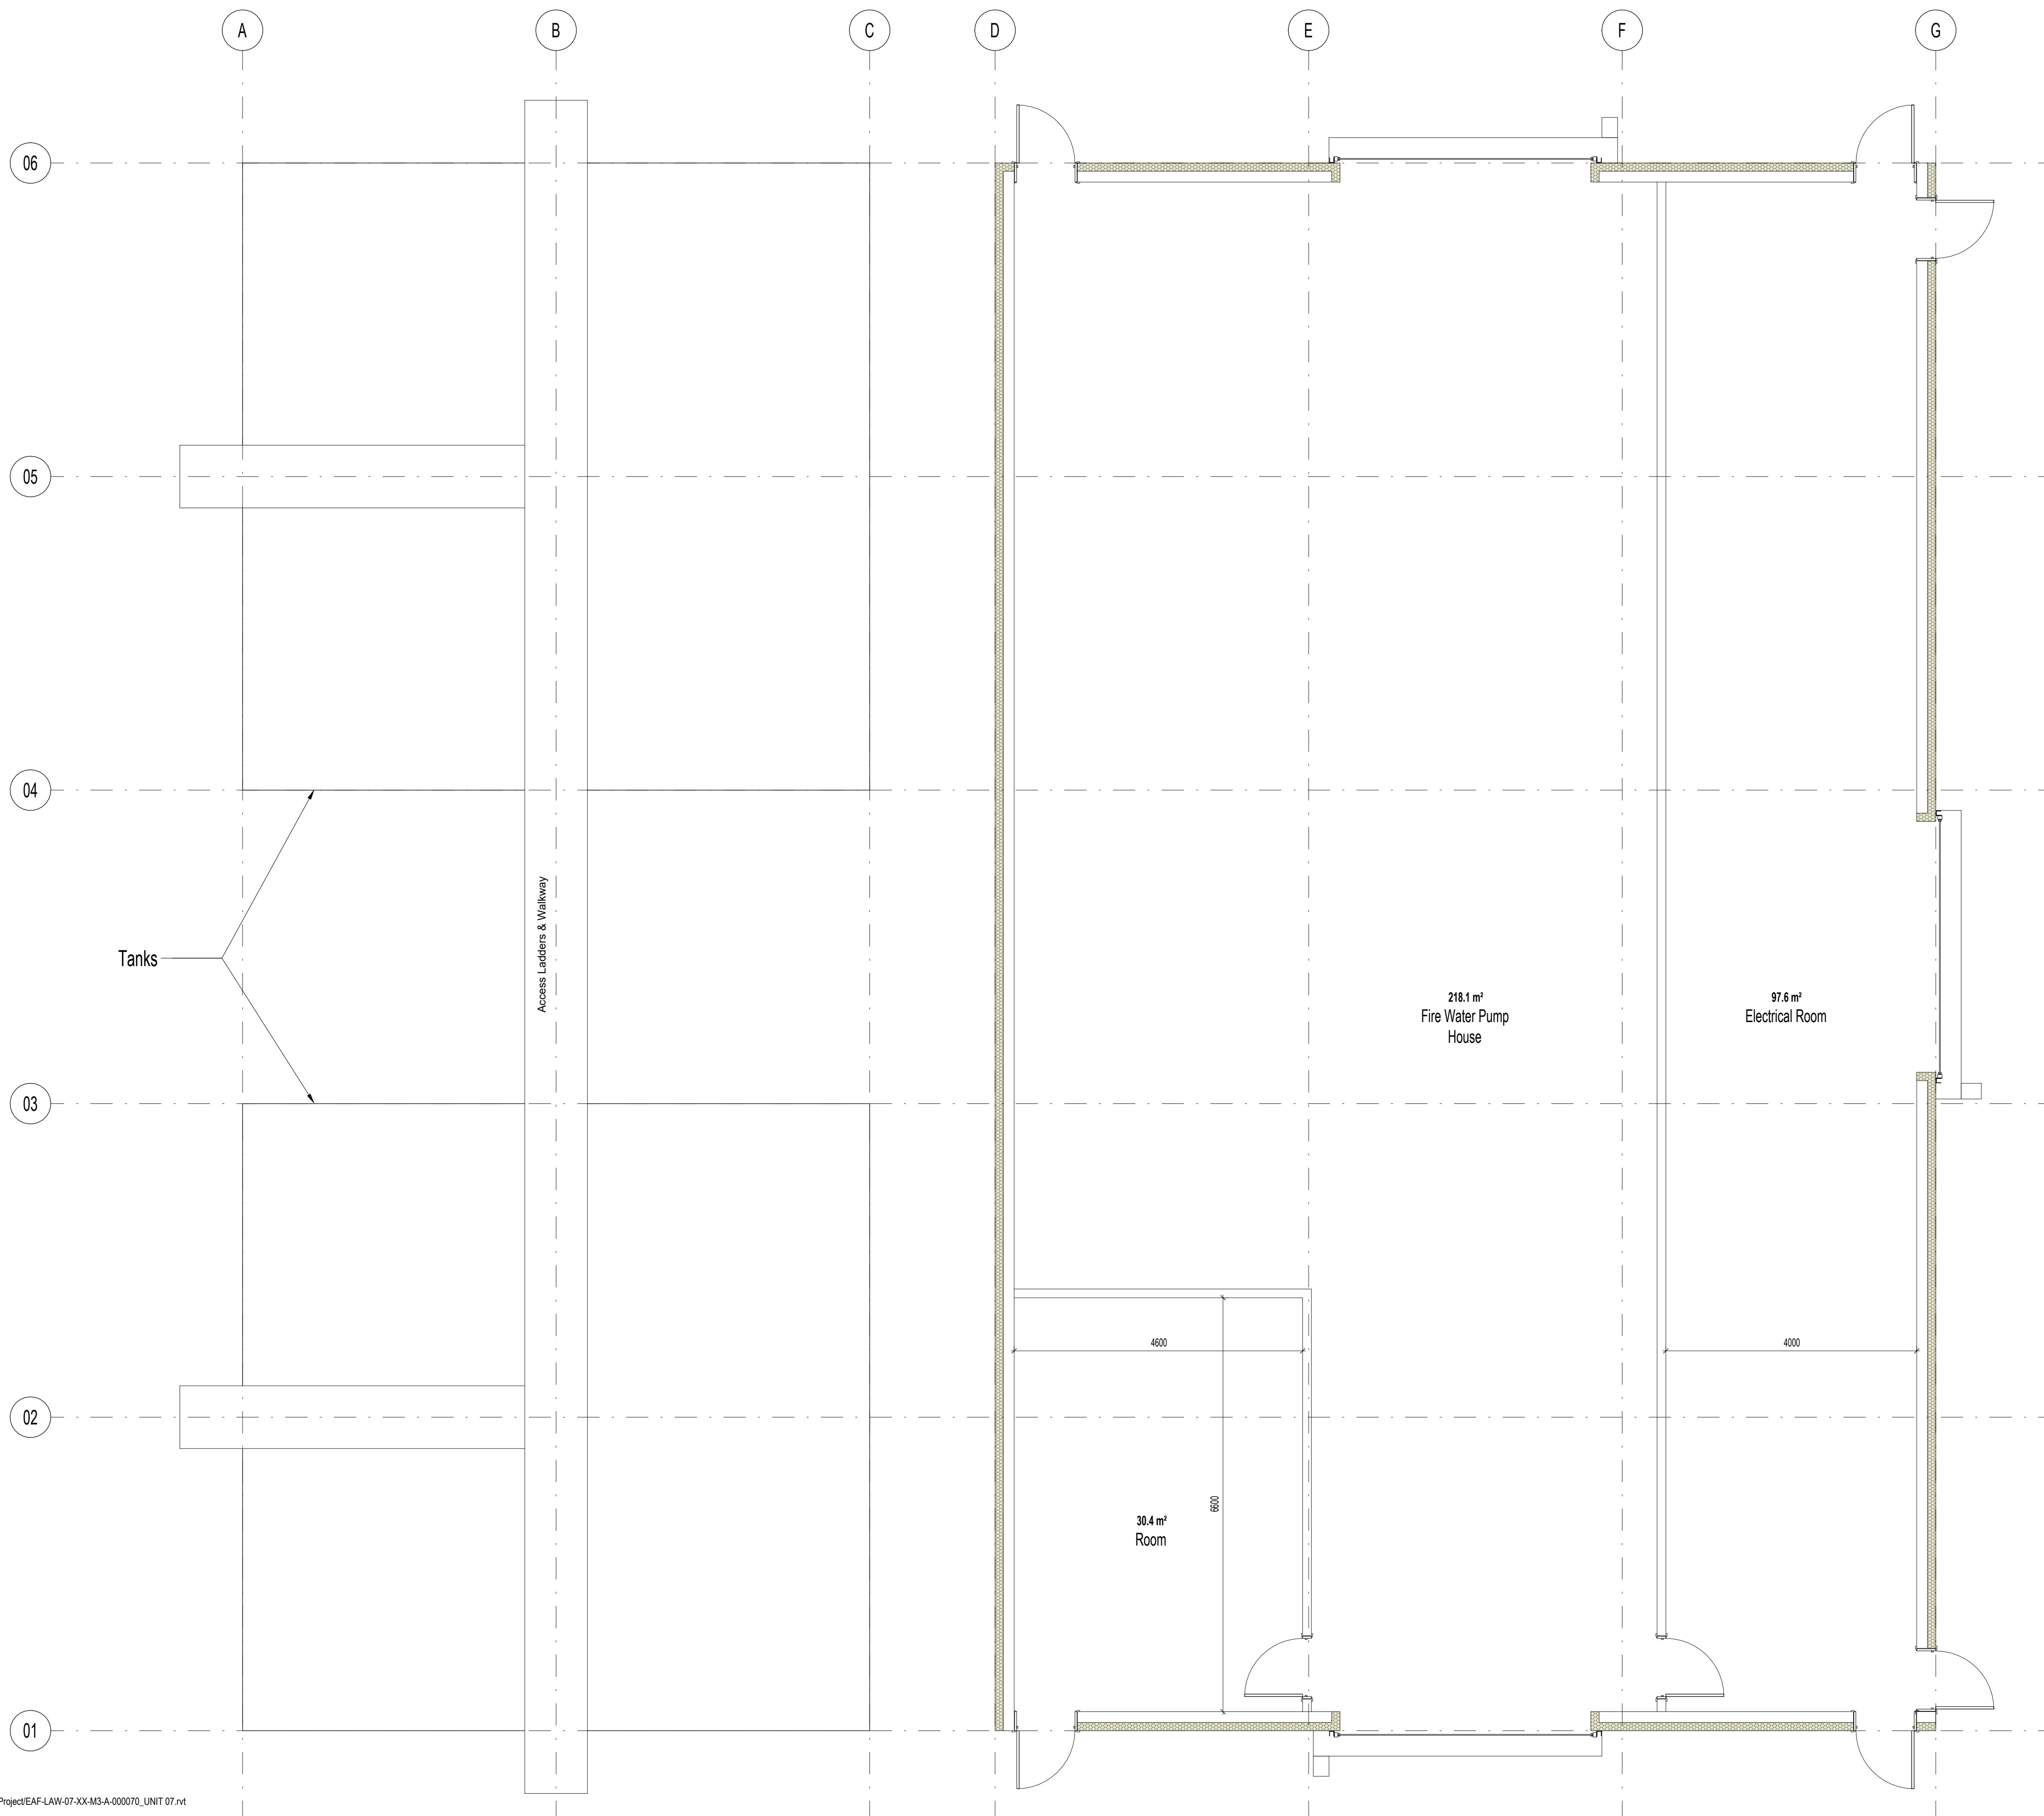 A
B
C
D
E
F
G
06
05
04
03
02
01
Tanks
Access Ladders & Walkway
218.1 m²
Fire Water Pump
House
97.6 m²
Electrical Room
4600
4000
6600
30.4 m²
Room
Project/EAF-LAW-07-XX-M3-A-000070_UNIT 07.rvt